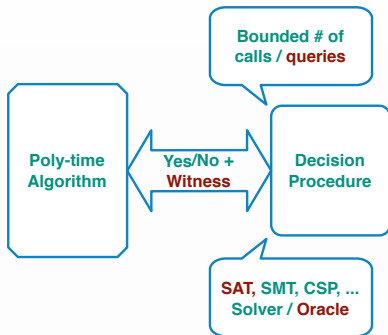 Bounded # of
calls / queries
Poly-time
Algorithm
Yes/No +
Witness
Decision
Procedure
SAT, SMT, CSP, ...
Solver / Oracle